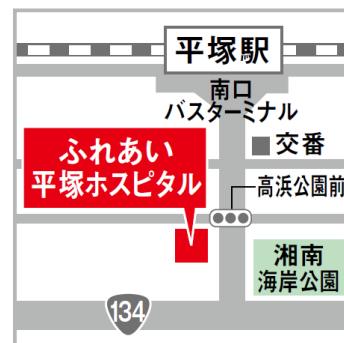 平塚駅
南口
バスターミナル
交番
ふれあい
平塚ホスピタル
高浜公園前
湘南
海岸公園
134